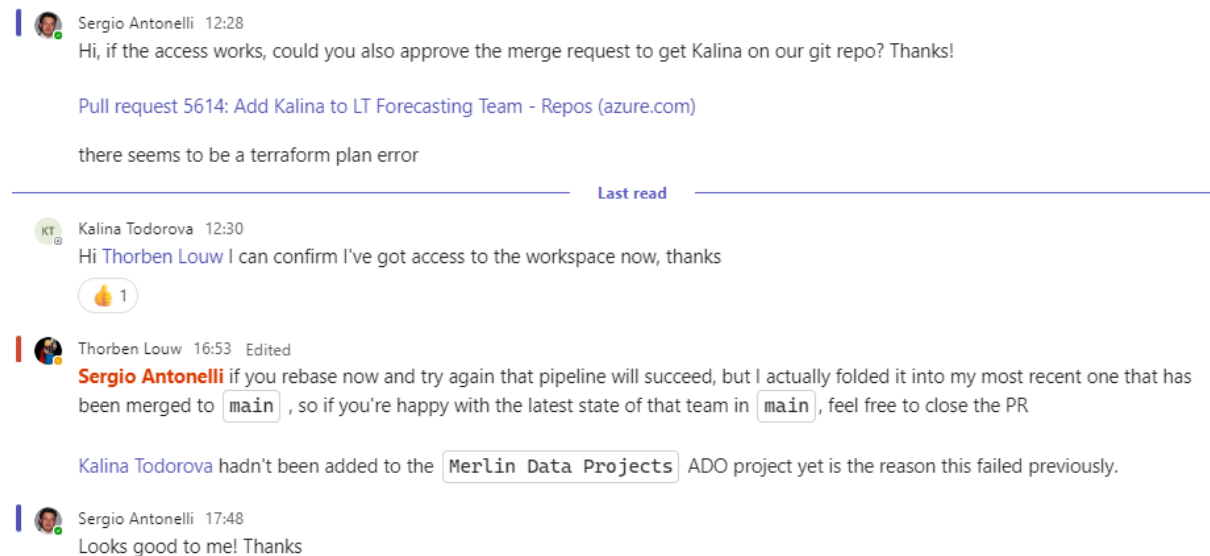 Sergio Antonelli 12:28
Hi, if the access works, could you also approve the merge request to get Kalina on our git repo? Thanks!
Pull request 5614: Add Kalina to LT Forecasting Team - Repos (azure.com)
there seems to be a terraform plan error
Last read
KT Kalina Todorova 12:30
Hi Thorben Louw I can confirm I've got access to the workspace now, thanks
👍 1
Thorben Louw 16:53 Edited
Sergio Antonelli if you rebase now and try again that pipeline will succeed, but I actually folded it into my most recent one that has
been merged to main , so if you're happy with the latest state of that team in main , feel free to close the PR
Kalina Todorova hadn't been added to the Merlin Data Projects ADO project yet is the reason this failed previously.
Sergio Antonelli 17:48
Looks good to me! Thanks